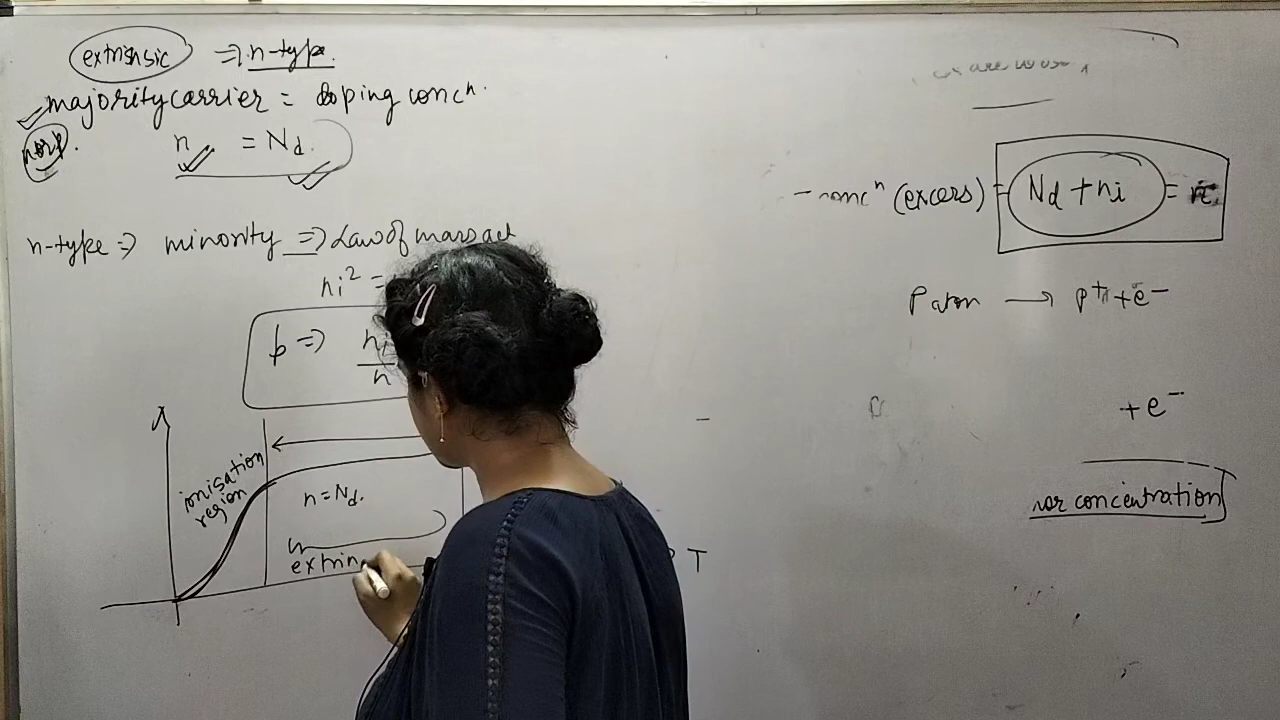 extrinsic ⇒ n-type.
majority carrier = doping concⁿ.
n = Nd.
n-type ⇒ minority ⇒ Law of mass act
ni² =
p ⇒ ni
n
ionisation
region
n = Nd.
extrin
T
concⁿ (excess) = Nd + ni =
P atom → p⁺ + e⁻
+ e⁻
concentration